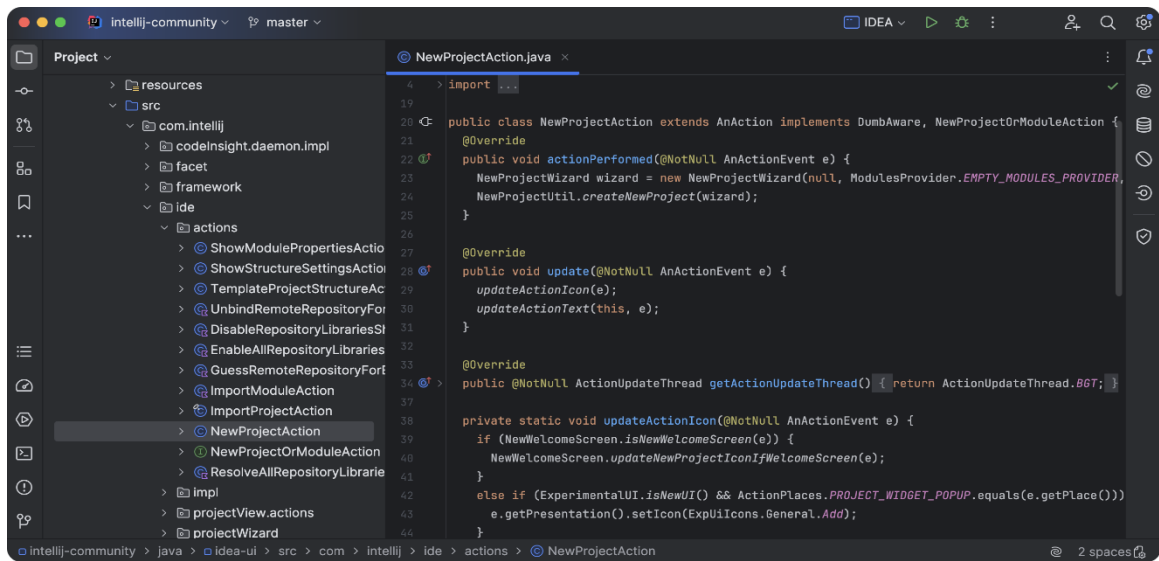 intellij-community
master
IDEA
Project
resources
src
com.intellij
codeInsight.daemon.impl
facet
framework
ide
actions
ShowModulePropertiesActio
ShowStructureSettingsAction
TemplateProjectStructureAc
UnbindRemoteRepositoryFor
DisableRepositoryLibrariesSh
EnableAllRepositoryLibraries
GuessRemoteRepositoryForE
ImportModuleAction
ImportProjectAction
NewProjectAction
NewProjectOrModuleAction
ResolveAllRepositoryLibrarie
impl
projectView.actions
projectWizard
NewProjectAction.java
4 import ...
19
20 public class NewProjectAction extends AnAction implements DumbAware, NewProjectOrModuleAction {
21 @Override
22 public void actionPerformed(@NotNull AnActionEvent e) {
23 NewProjectWizard wizard = new NewProjectWizard(null, ModulesProvider.EMPTY_MODULES_PROVIDER,
24 NewProjectUtil.createNewProject(wizard);
25 }
26
27 @Override
28 public void update(@NotNull AnActionEvent e) {
29 updateActionIcon(e);
30 updateActionText(this, e);
31 }
32
33 @Override
34 public @NotNull ActionUpdateThread getActionUpdateThread() { return ActionUpdateThread.BGT; }
37
38 private static void updateActionIcon(@NotNull AnActionEvent e) {
39 if (NewWelcomeScreen.isNewWelcomeScreen(e)) {
40 NewWelcomeScreen.updateNewProjectIconIfWelcomeScreen(e);
41 }
42 else if (ExperimentalUI.isNewUI() && ActionPlaces.PROJECT_WIDGET_POPUP.equals(e.getPlace()))
43 e.getPresentation().setIcon(ExpUiIcons.General.Add);
44 }
intellij-community > java > idea-ui > src > com > intellij > ide > actions > NewProjectAction
2 spaces